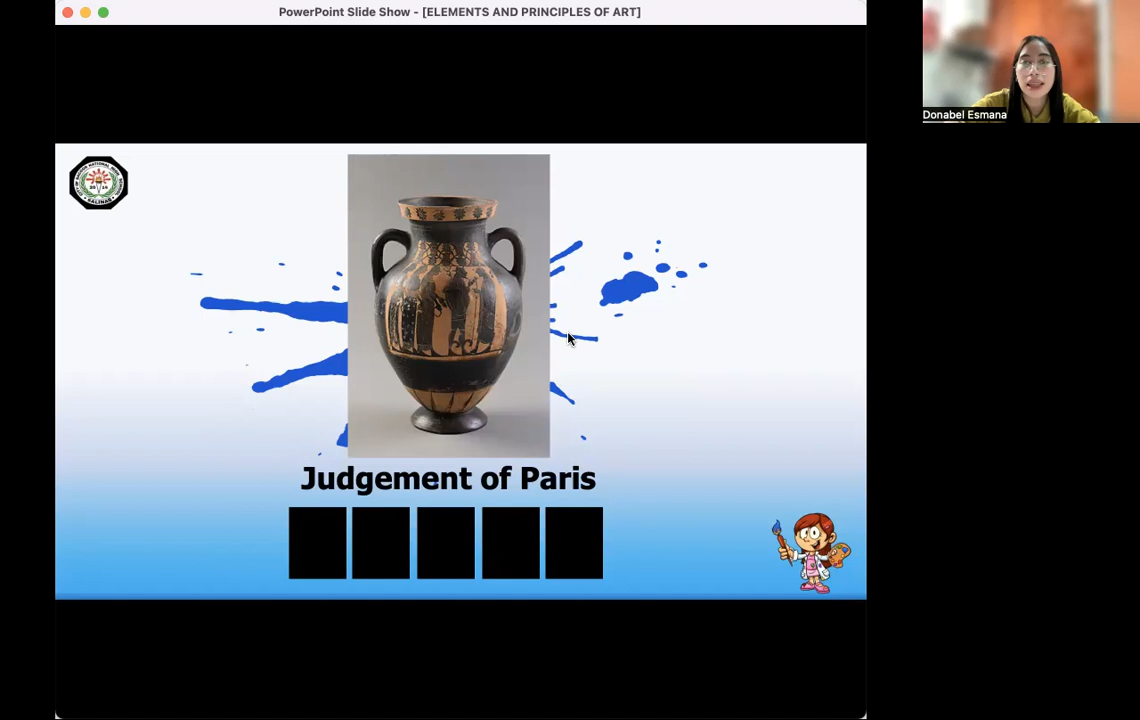 PowerPoint Slide Show - [ELEMENTS AND PRINCIPLES OF ART]
Donabel Esmana
Judgement of Paris